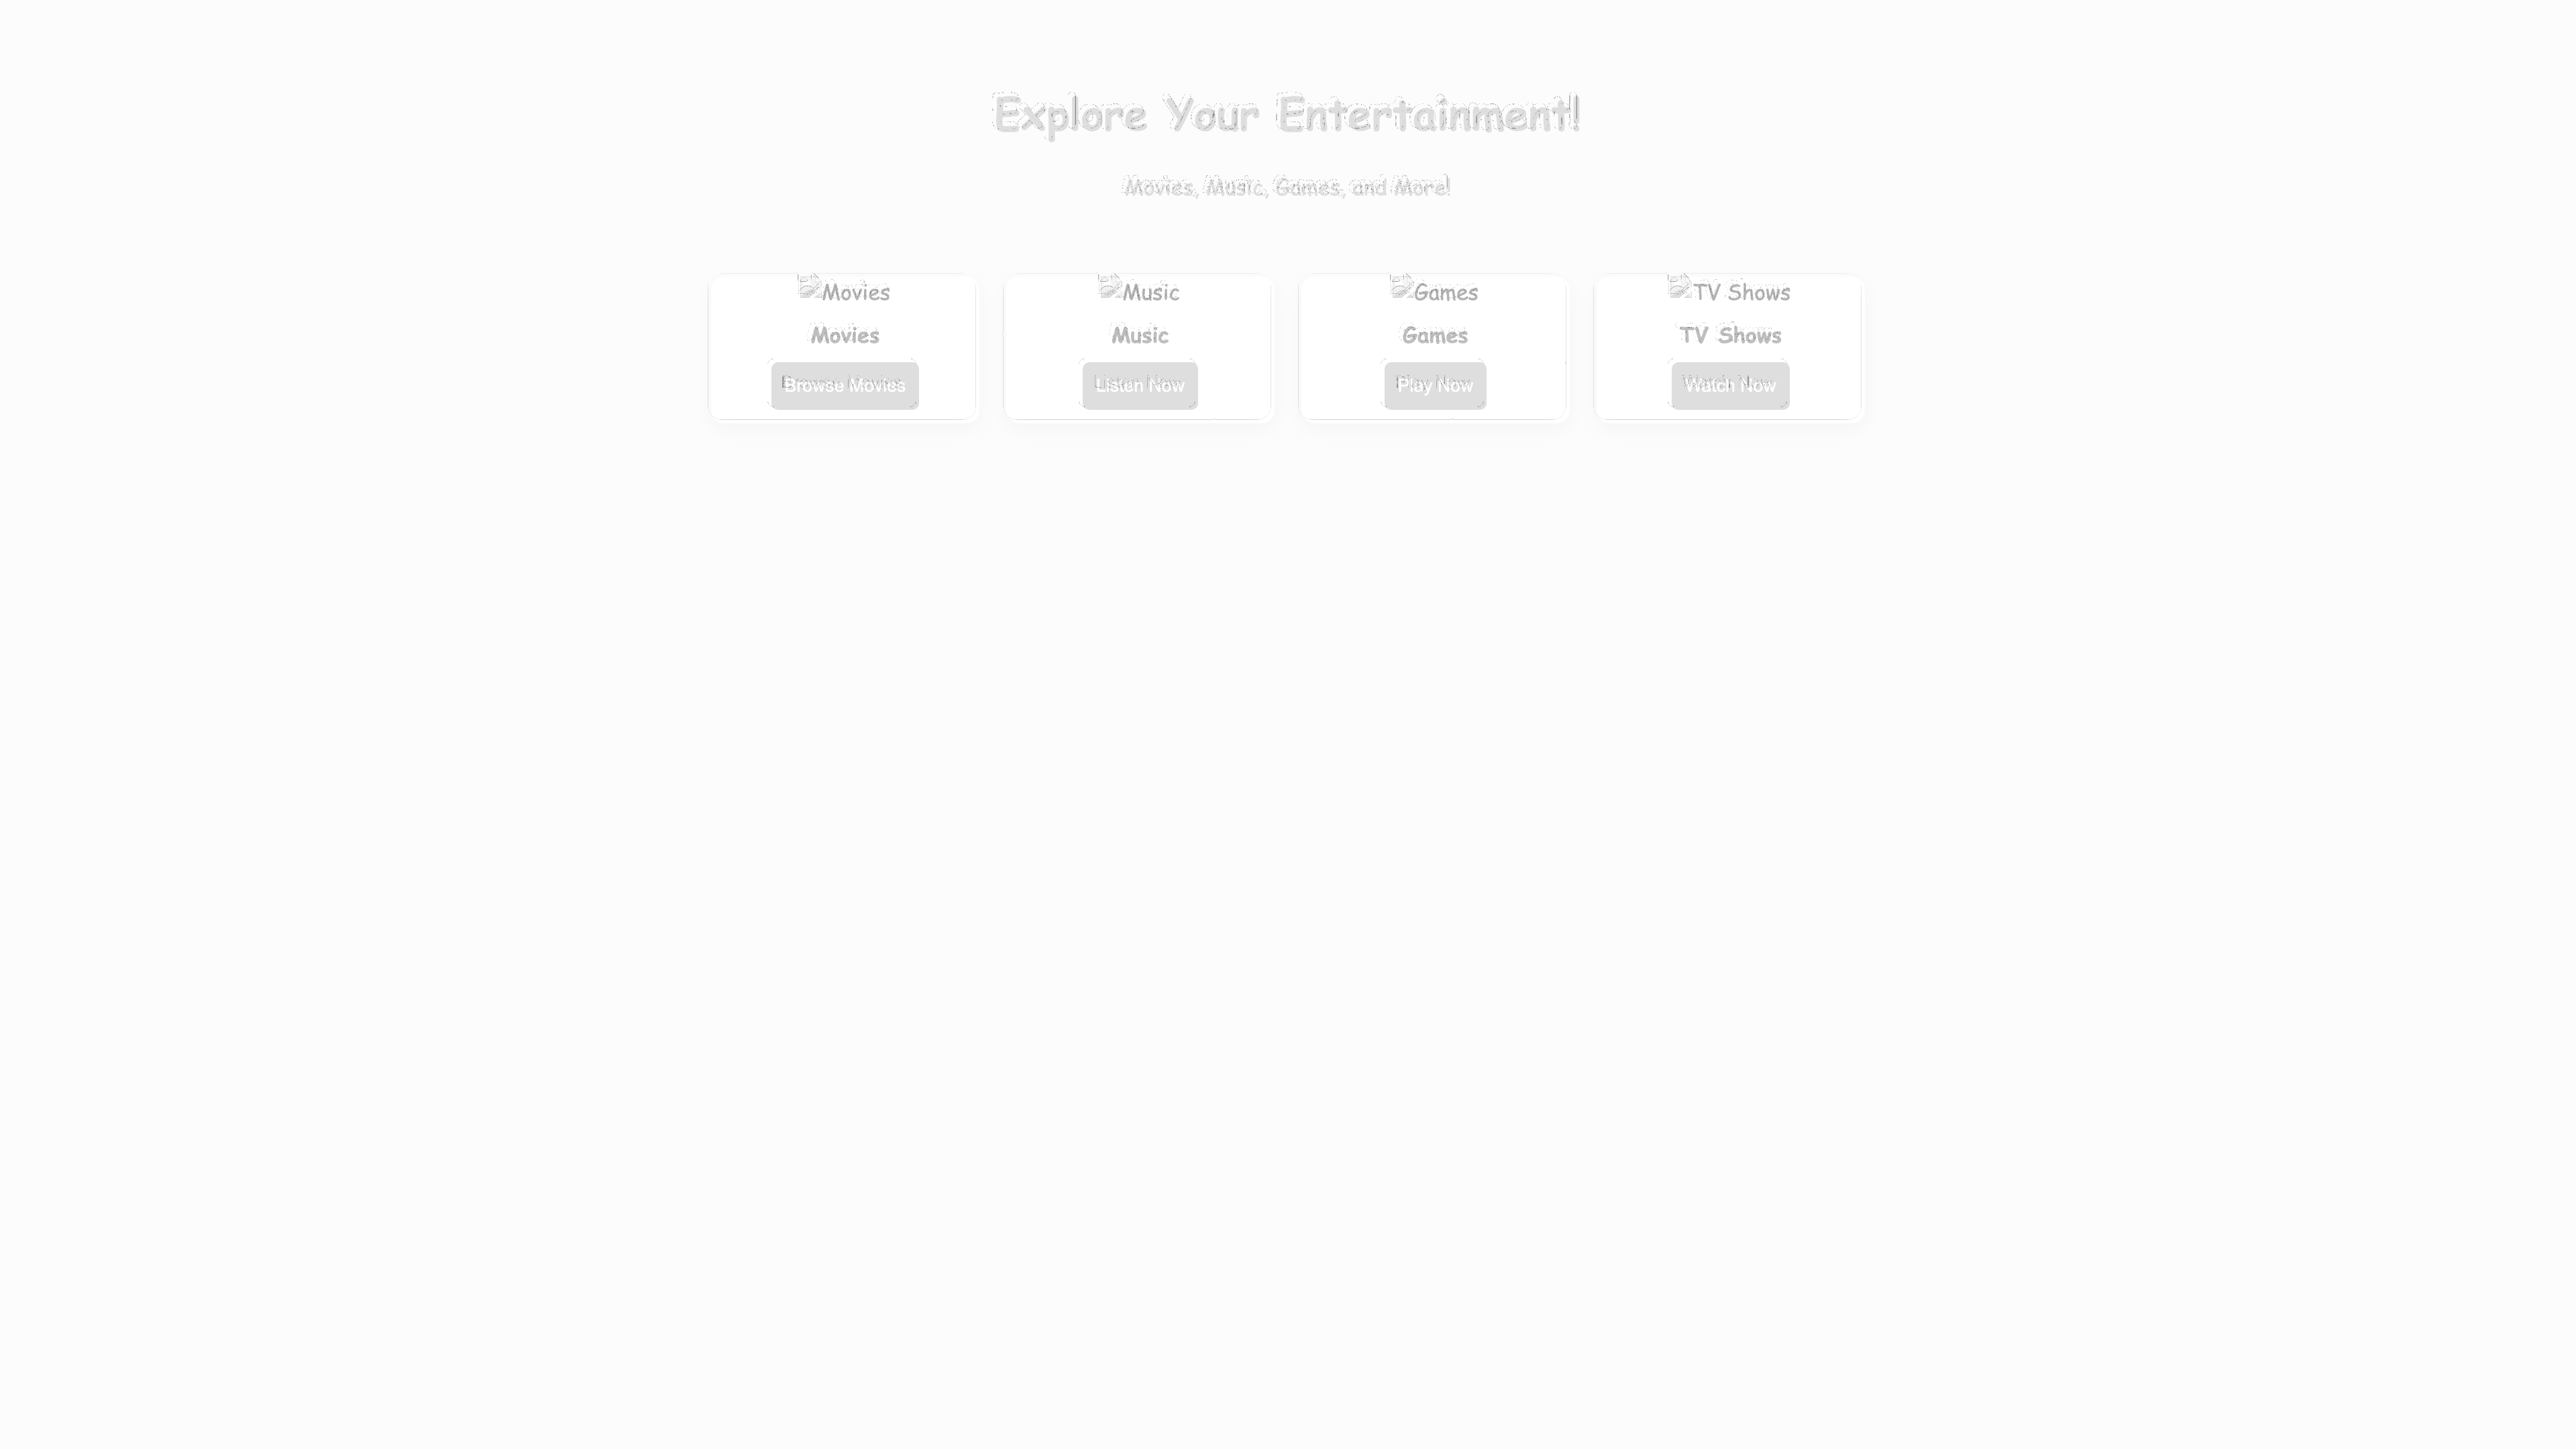 Explore Your Entertainment!
Movies, Music, Games, and More!
Movies
Movies
Browse Movies
Music
Music
Listen Now
Games
Games
Play Now
TV Shows
TV Shows
Watch Now